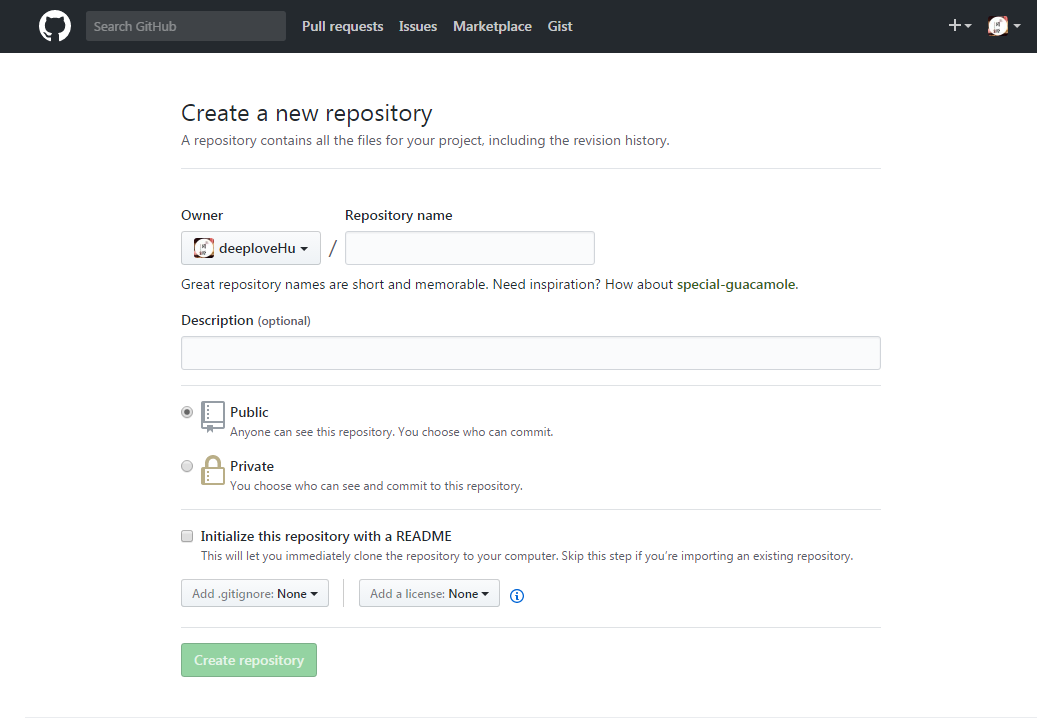 Search GitHub Pull requests Issues Marketplace Gist
Create a new repository
A repository contains all the files for your project, including the revision history.
Owner Repository name
deeploveHu / 
Great repository names are short and memorable. Need inspiration? How about special-guacamole.
Description (optional)
Public
Anyone can see this repository. You choose who can commit.
Private
You choose who can see and commit to this repository.
Initialize this repository with a README
This will let you immediately clone the repository to your computer. Skip this step if you’re importing an existing repository.
Add .gitignore: None Add a license: None
Create repository